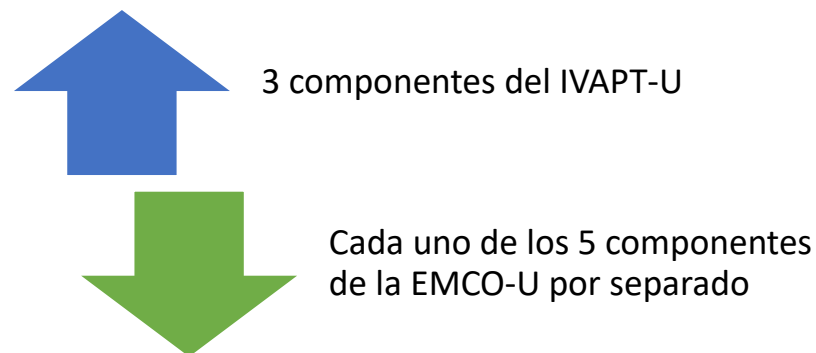 3 componentes del IVAPT-U
Cada uno de los 5 componentes
de la EMCO-U por separado